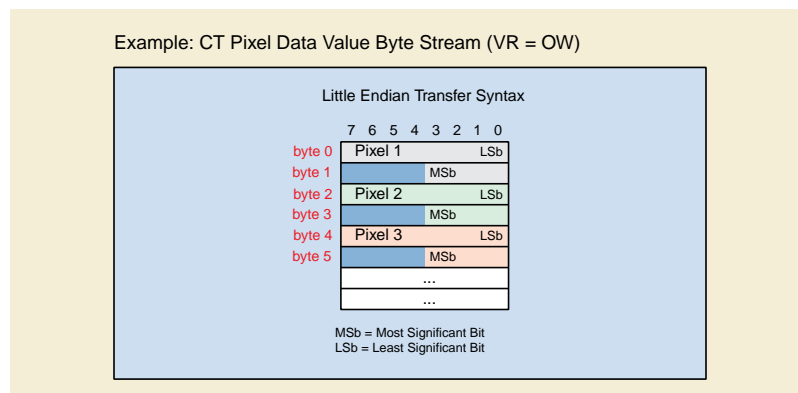 Example: CT Pixel Data Value Byte Stream (VR = OW)
Little Endian Transfer Syntax
7 6 5 4 3 2 1 0
byte 0 Pixel 1 LSb
byte 1 MSb
byte 2 Pixel 2 LSb
byte 3 MSb
byte 4 Pixel 3 LSb
byte 5 MSb
...
...
MSb = Most Significant Bit
LSb = Least Significant Bit